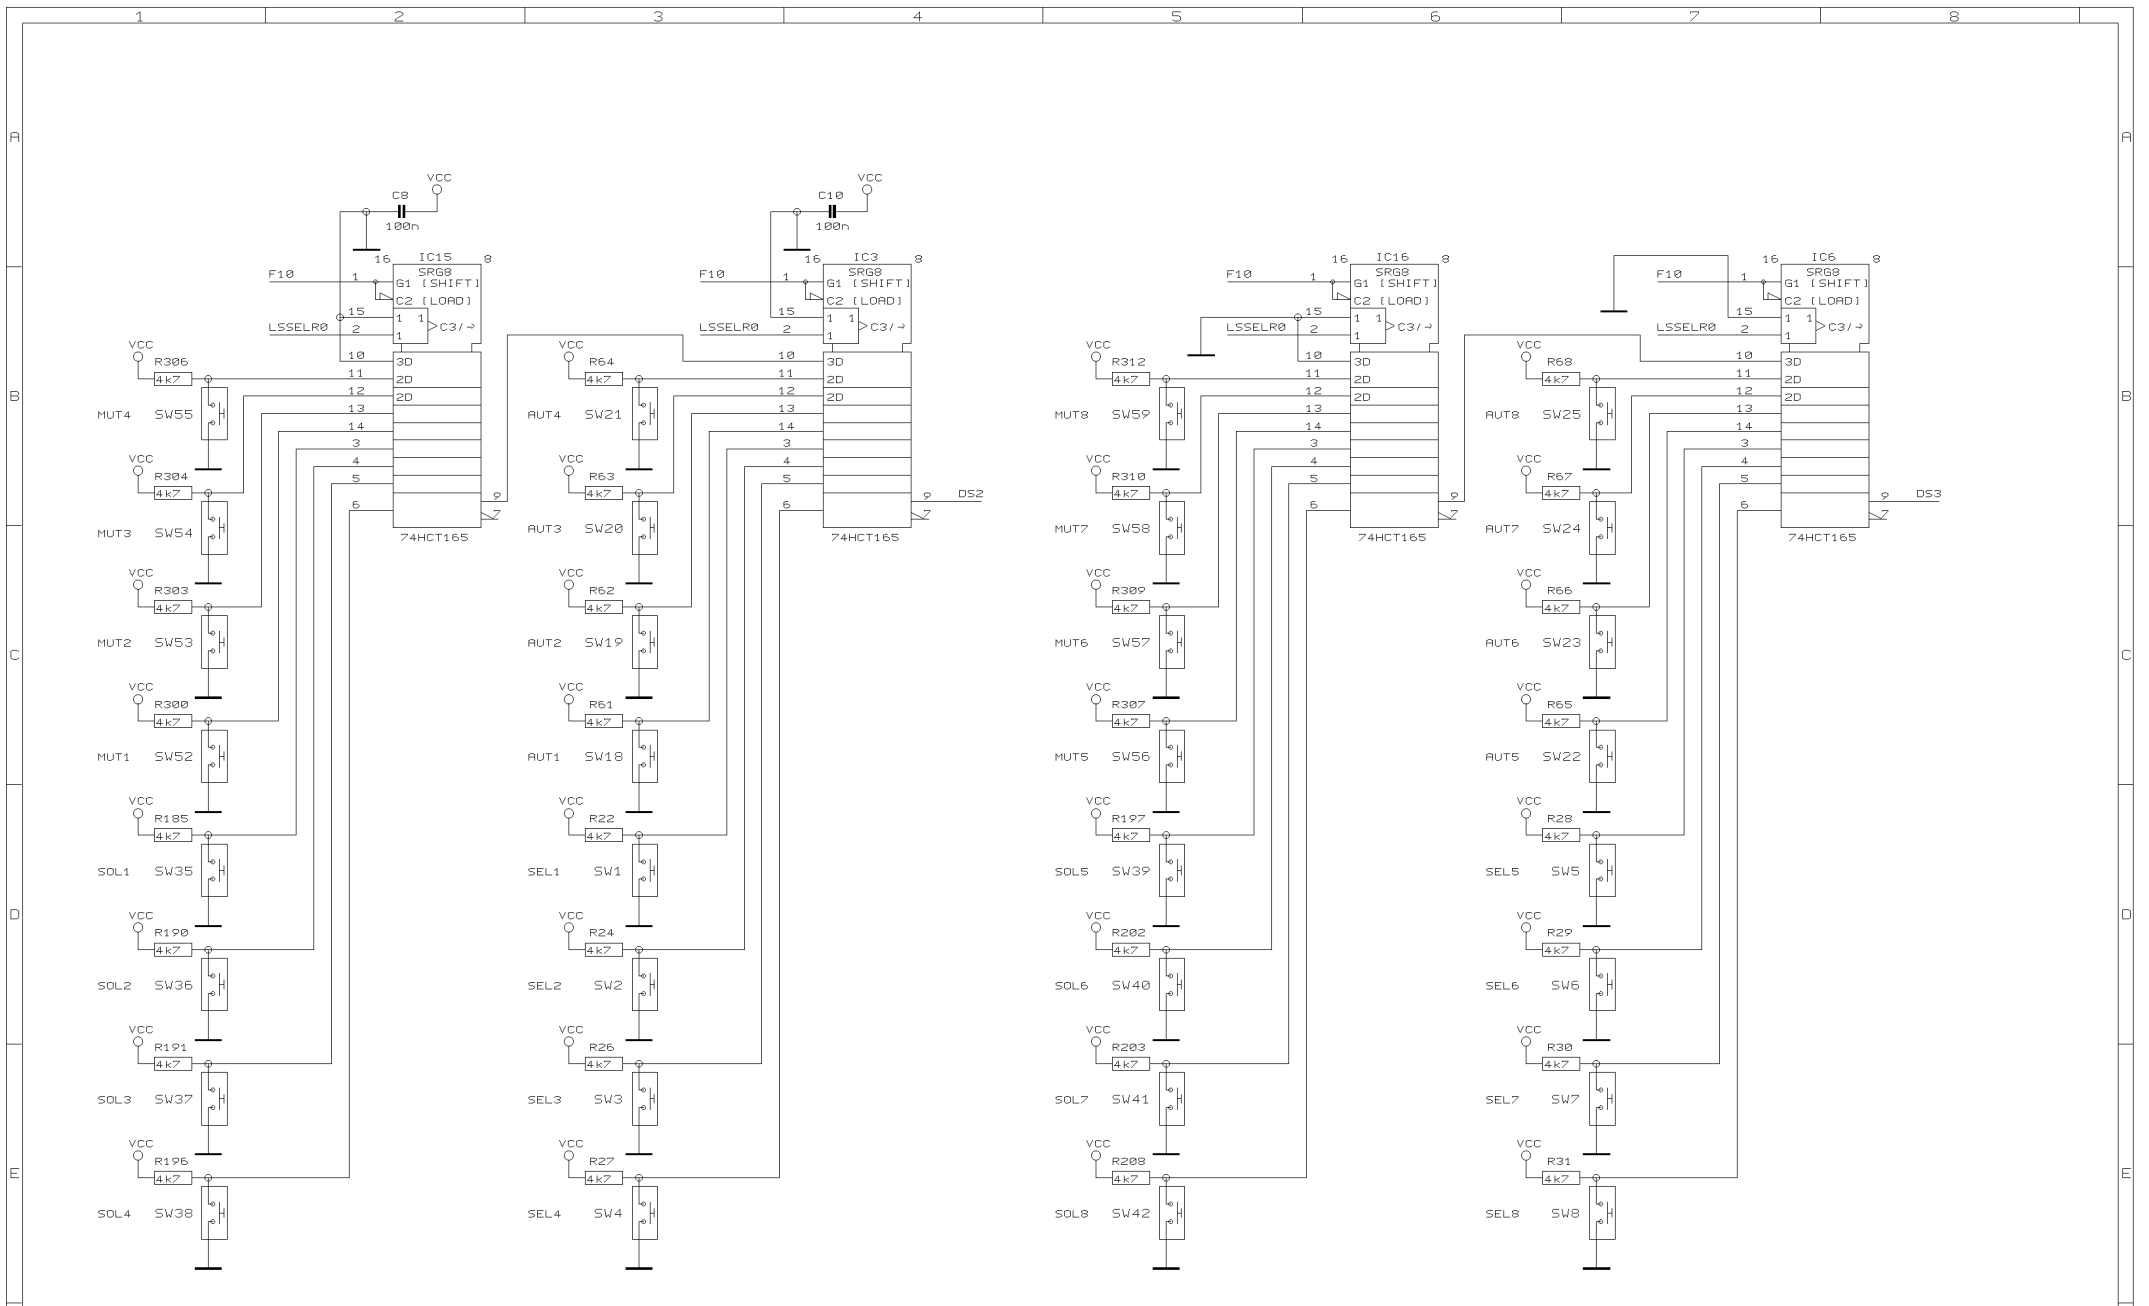 1 2 3 4 5 6 7 8
A A
VCC VCC
C8 C10
100n 100n
16 IC15 8 16 IC3 8 16 IC16 8 16 IC6 8
SRG8 SRG8 SRG8 SRG8
F10 1 G1 [SHIFT] F10 1 G1 [SHIFT] F10 1 G1 [SHIFT] F10 1 G1 [SHIFT]
C2 [LOAD] C2 [LOAD] C2 [LOAD] C2 [LOAD]
15 1 1 15 1 1 15 1 1 15 1 1
C3/→ C3/→ C3/→ C3/→
LSSELR0 2 1 LSSELR0 2 1 LSSELR0 2 1 LSSELR0 2 1
VCC VCC VCC VCC
R306 10 3D R64 10 3D R312 10 3D R68 10 3D
4k7 11 2D 4k7 11 2D 4k7 11 2D 4k7 11 2D
B 12 2D 12 2D 12 2D 12 2D B
MUT4 SW55 13 AUT4 SW21 13 MUT8 SW59 13 AUT8 SW25 13
14 14 14 14
3 3 3 3
VCC 4 VCC 4 VCC 4 VCC 4
R304 5 R63 5 R310 5 R67 5
4k7 9 4k7 9 DS2 4k7 9 4k7 9 DS3
6 7 6 7 6 7 6 7
MUT3 SW54 74HCT165 AUT3 SW20 74HCT165 MUT7 SW58 74HCT165 AUT7 SW24 74HCT165
VCC VCC VCC VCC
R303 R62 R309 R66
4k7 4k7 4k7 4k7
MUT2 SW53 AUT2 SW19 MUT6 SW57 AUT6 SW23
C C
VCC VCC VCC VCC
R300 R61 R307 R65
4k7 4k7 4k7 4k7
MUT1 SW52 AUT1 SW18 MUT5 SW56 AUT5 SW22
VCC VCC VCC VCC
R185 R22 R197 R28
4k7 4k7 4k7 4k7
SOL1 SW35 SEL1 SW1 SOL5 SW39 SEL5 SW5
D D
VCC VCC VCC VCC
R190 R24 R202 R29
4k7 4k7 4k7 4k7
SOL2 SW36 SEL2 SW2 SOL6 SW40 SEL6 SW6
VCC VCC VCC VCC
R191 R26 R203 R30
4k7 4k7 4k7 4k7
SOL3 SW37 SEL3 SW3 SOL7 SW41 SEL7 SW7
VCC VCC VCC VCC
R196 R27 R208 R31
E 4k7 4k7 4k7 4k7 E
SOL4 SW38 SEL4 SW4 SOL8 SW42 SEL8 SW8